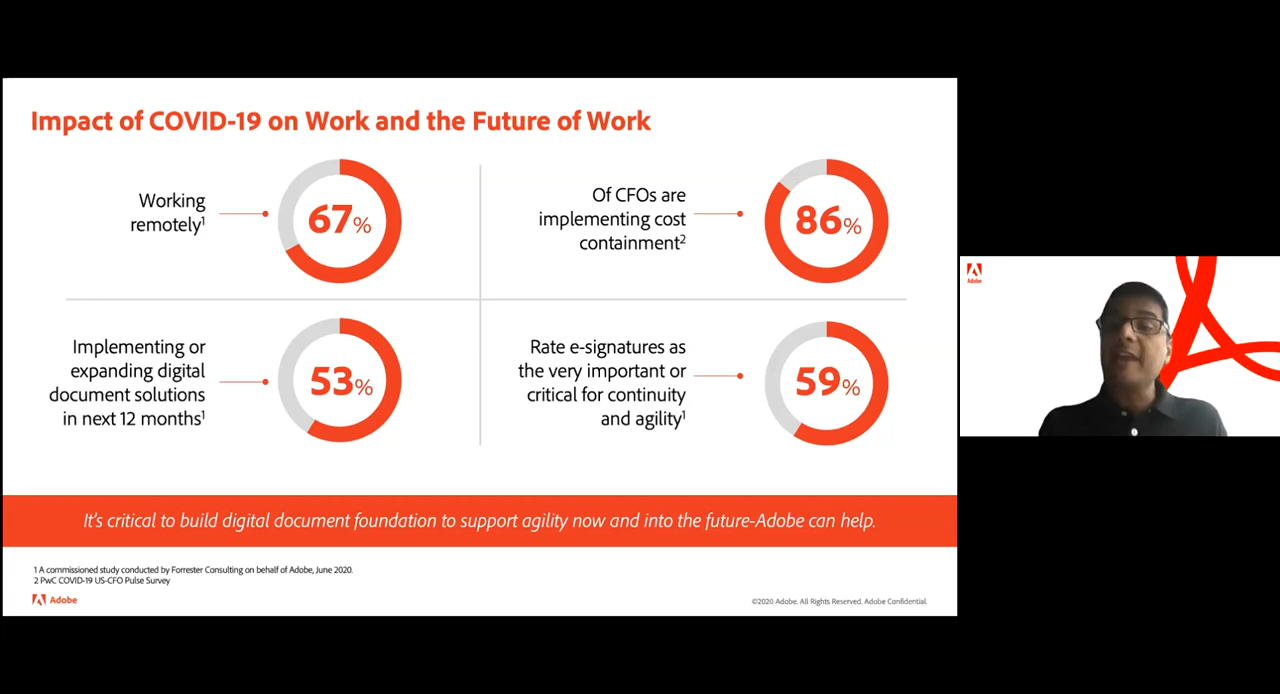 Impact of COVID-19 on Work and the Future of Work
Working
remotely¹
67%
Of CFOs are
implementing cost
containment²
86%
Implementing or
expanding digital
document solutions
in next 12 months¹
53%
Rate e-signatures as
the very important or
critical for continuity
and agility¹
59%
It's critical to build digital document foundation to support agility now and into the future-Adobe can help.
1 A commissioned study conducted by Forrester Consulting on behalf of Adobe, June 2020.
2 PwC COVID-19 US-CFO Pulse Survey
Adobe
©2020 Adobe. All Rights Reserved. Adobe Confidential.
Adobe